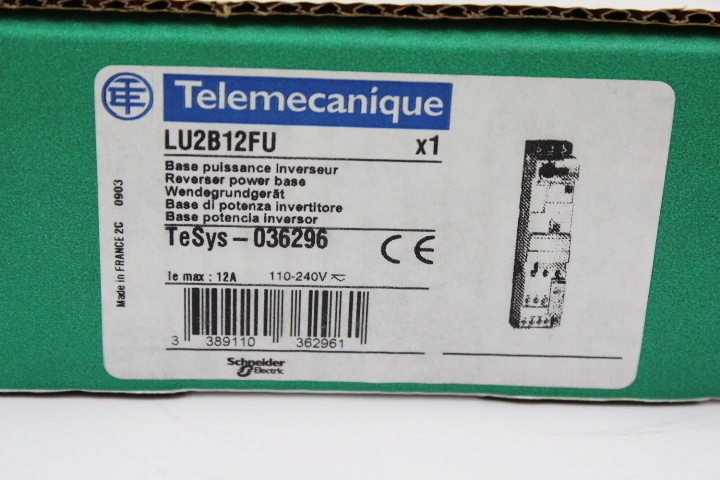 Telemecanique
LU2B12FU x1
Base puissance inverseur
Reverser power base
Wendegrundgerät
Base di potenza invertitore
Base potencia inversor
TeSys - 036296 CE
Ie max : 12A 110-240V
3 389110 362961
Schneider
Electric
Made in FRANCE 2C 0903